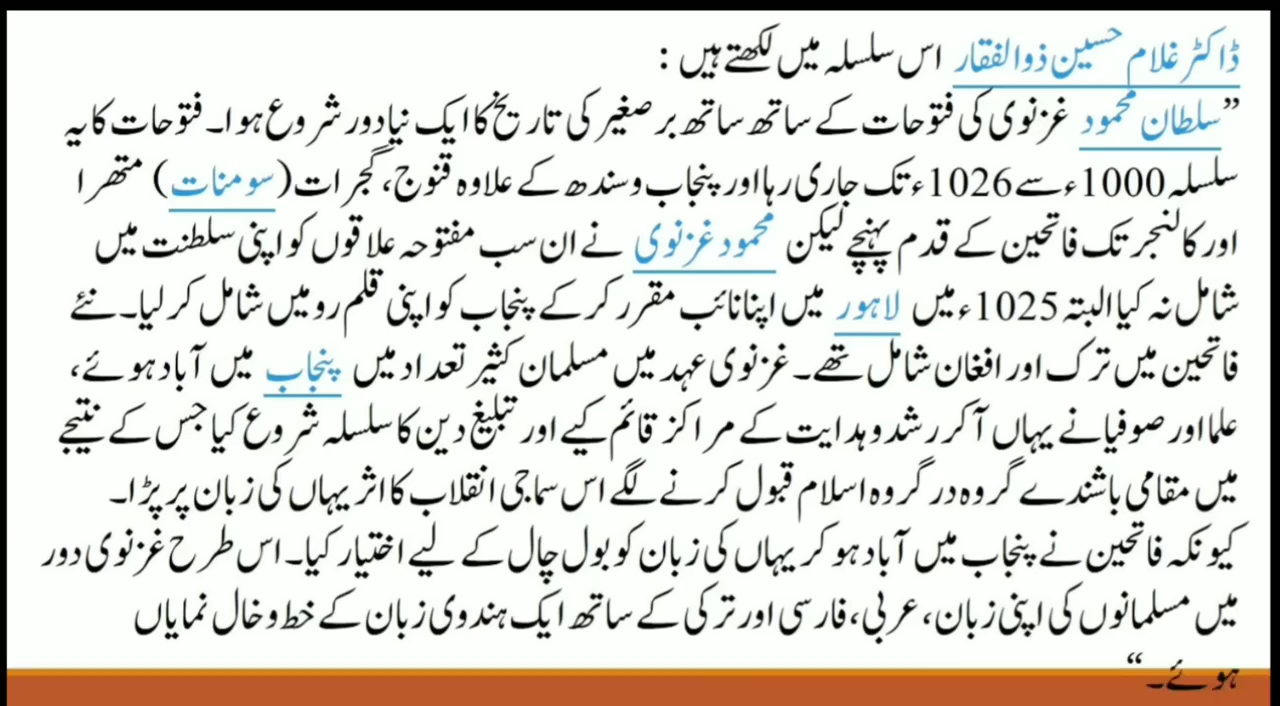 ڈاکٹر غلام حسین ذوالفقار اس سلسلہ میں لکھتے ہیں :
”سلطان محمود غزنوی کی فتوحات کے ساتھ ساتھ برصغیر کی تاریخ کا ایک نیا دور شروع ہوا۔ فتوحات کا یہ
سلسلہ 1000ء سے 1026ء تک جاری رہا اور پنجاب و سندھ کے علاوہ قنوج، گجرات (سومنات) متھرا
اور کالنجر تک فاتحین کے قدم پہنچے لیکن محمود غزنوی نے ان سب مفتوحہ علاقوں کو اپنی سلطنت میں
شامل نہ کیا البتہ 1025ء میں لاہور میں اپنا نائب مقرر کر کے پنجاب کو اپنی قلم رو میں شامل کر لیا۔ نئے
فاتحین میں ترک اور افغان شامل تھے۔ غزنوی عہد میں مسلمان کثیر تعداد میں پنجاب میں آباد ہوئے،
علما اور صوفیا نے یہاں آکر رشد و ہدایت کے مراکز قائم کیے اور تبلیغ دین کا سلسلہ شروع کیا جس کے نتیجے
میں مقامی باشندے گروہ در گروہ اسلام قبول کرنے لگے اس سماجی انقلاب کا اثر یہاں کی زبان پر پڑا۔
کیونکہ فاتحین نے پنجاب میں آباد ہو کر یہاں کی زبان کو بول چال کے لیے اختیار کیا۔ اس طرح غزنوی دور
میں مسلمانوں کی اپنی زبان، عربی، فارسی اور ترکی کے ساتھ ایک ہندوی زبان کے خط و خال نمایاں
ہوئے۔“